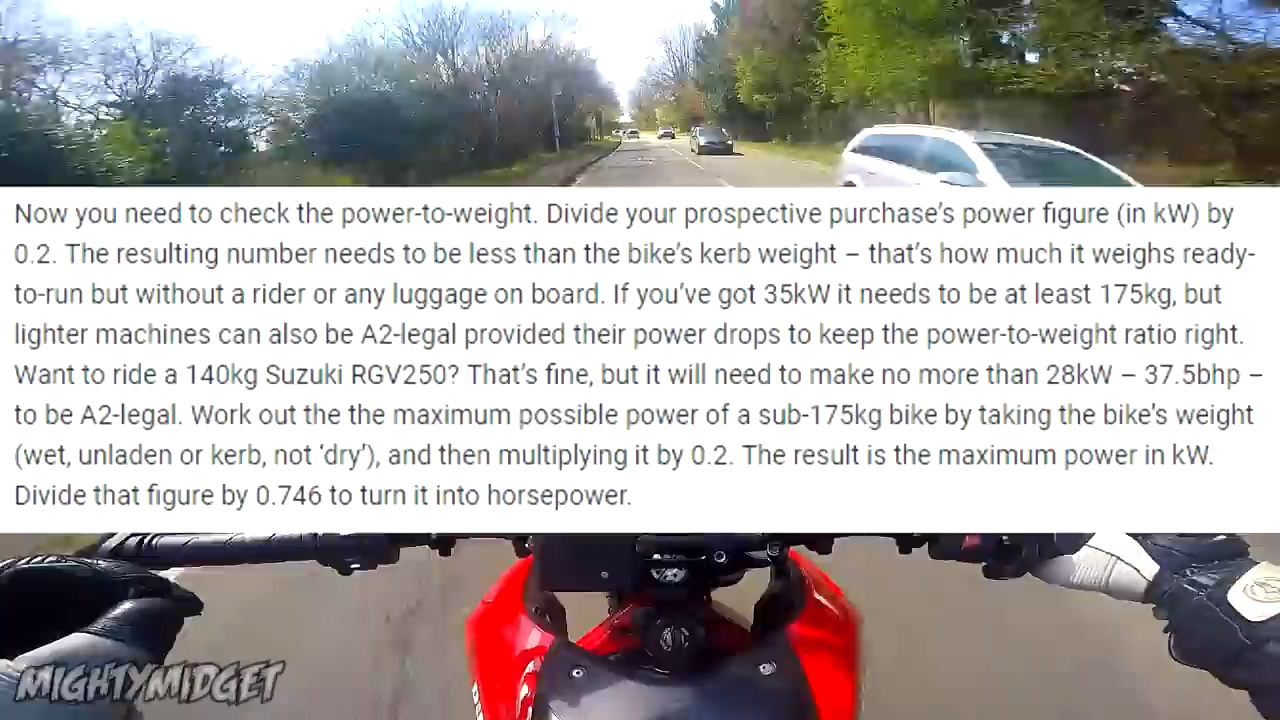 Now you need to check the power-to-weight. Divide your prospective purchase's power figure (in kW) by
0.2. The resulting number needs to be less than the bike's kerb weight – that's how much it weighs ready-
to-run but without a rider or any luggage on board. If you've got 35kW it needs to be at least 175kg, but
lighter machines can also be A2-legal provided their power drops to keep the power-to-weight ratio right.
Want to ride a 140kg Suzuki RGV250? That's fine, but it will need to make no more than 28kW – 37.5bhp –
to be A2-legal. Work out the the maximum possible power of a sub-175kg bike by taking the bike's weight
(wet, unladen or kerb, not ‘dry’), and then multiplying it by 0.2. The result is the maximum power in kW.
Divide that figure by 0.746 to turn it into horsepower.
MIGHTYMIDGET